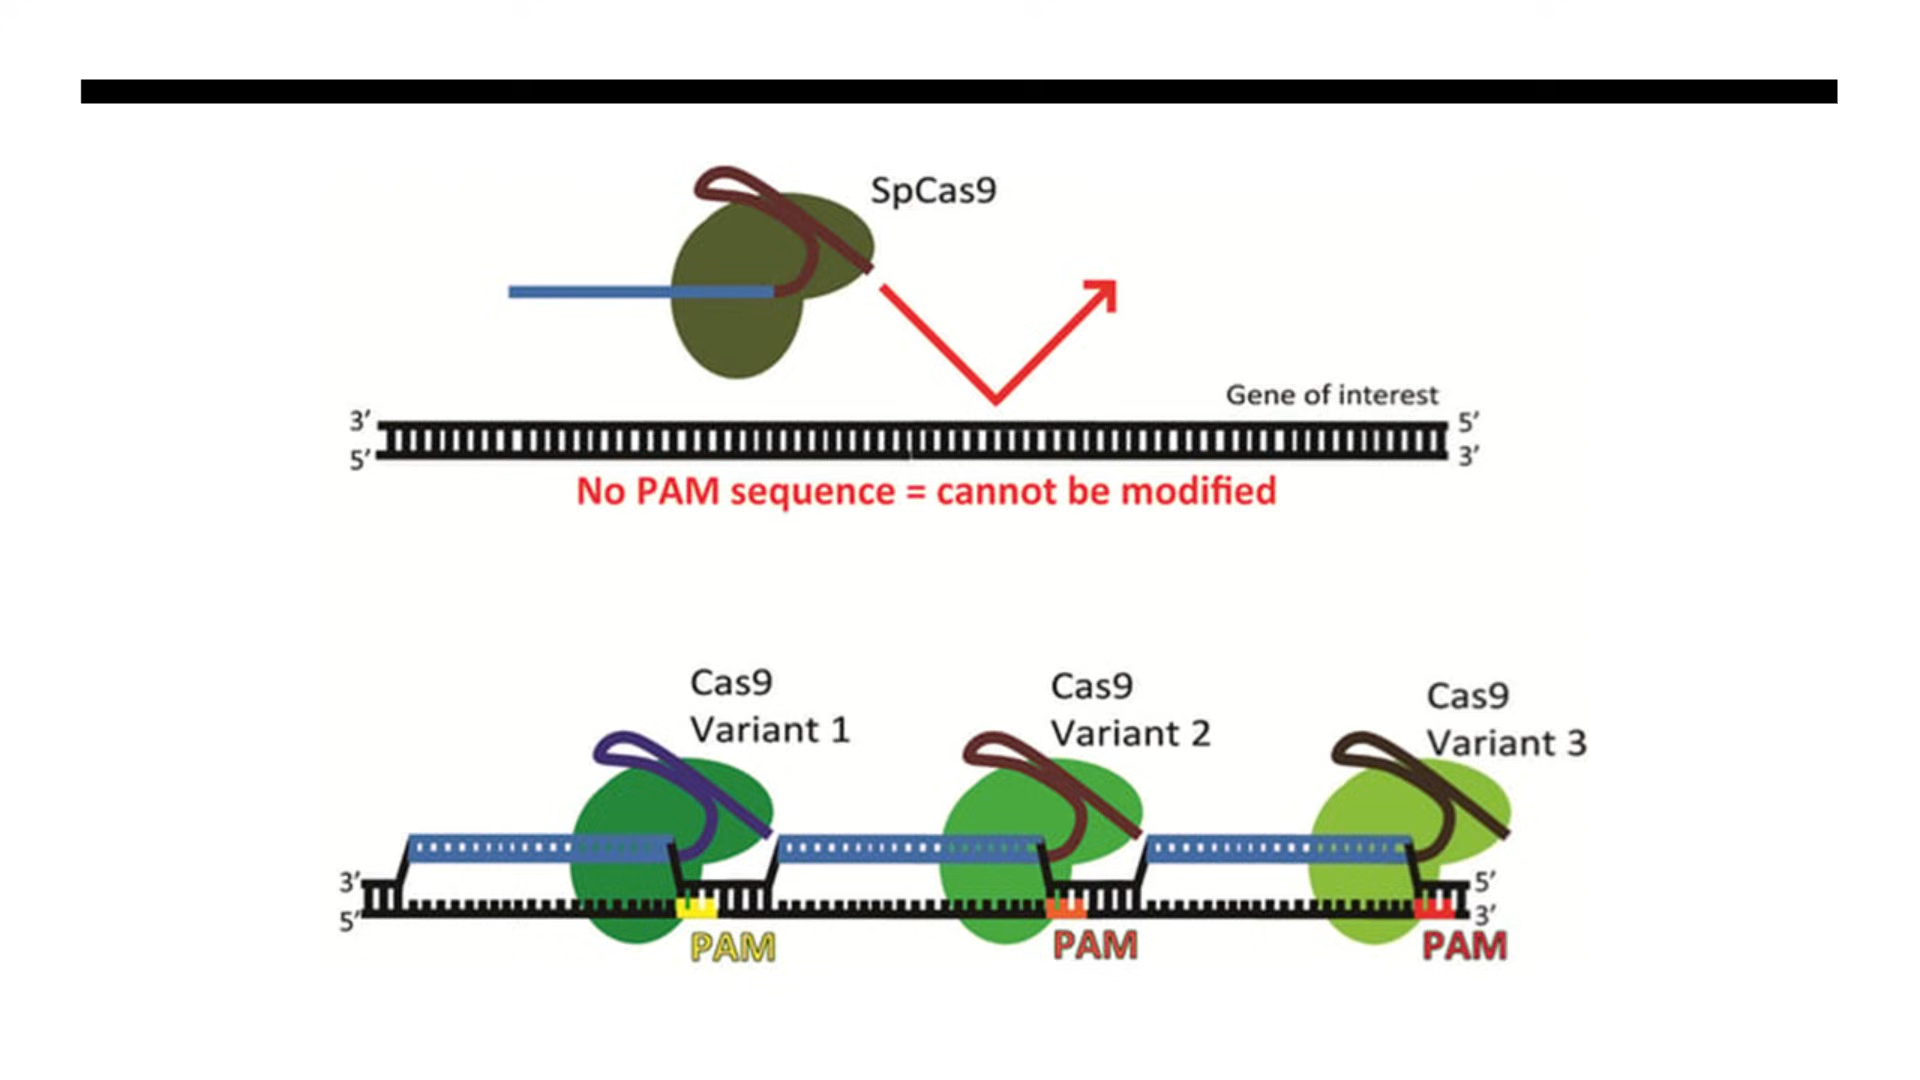 SpCas9
Gene of interest
3′ 5′
5′ 3′
No PAM sequence = cannot be modified
Cas9
Variant 1
Cas9
Variant 2
Cas9
Variant 3
3′ 5′
5′ 3′
PAM PAM PAM